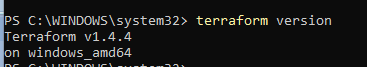 PS C:\WINDOWS\system32> terraform version
Terraform v1.4.4
on windows_amd64